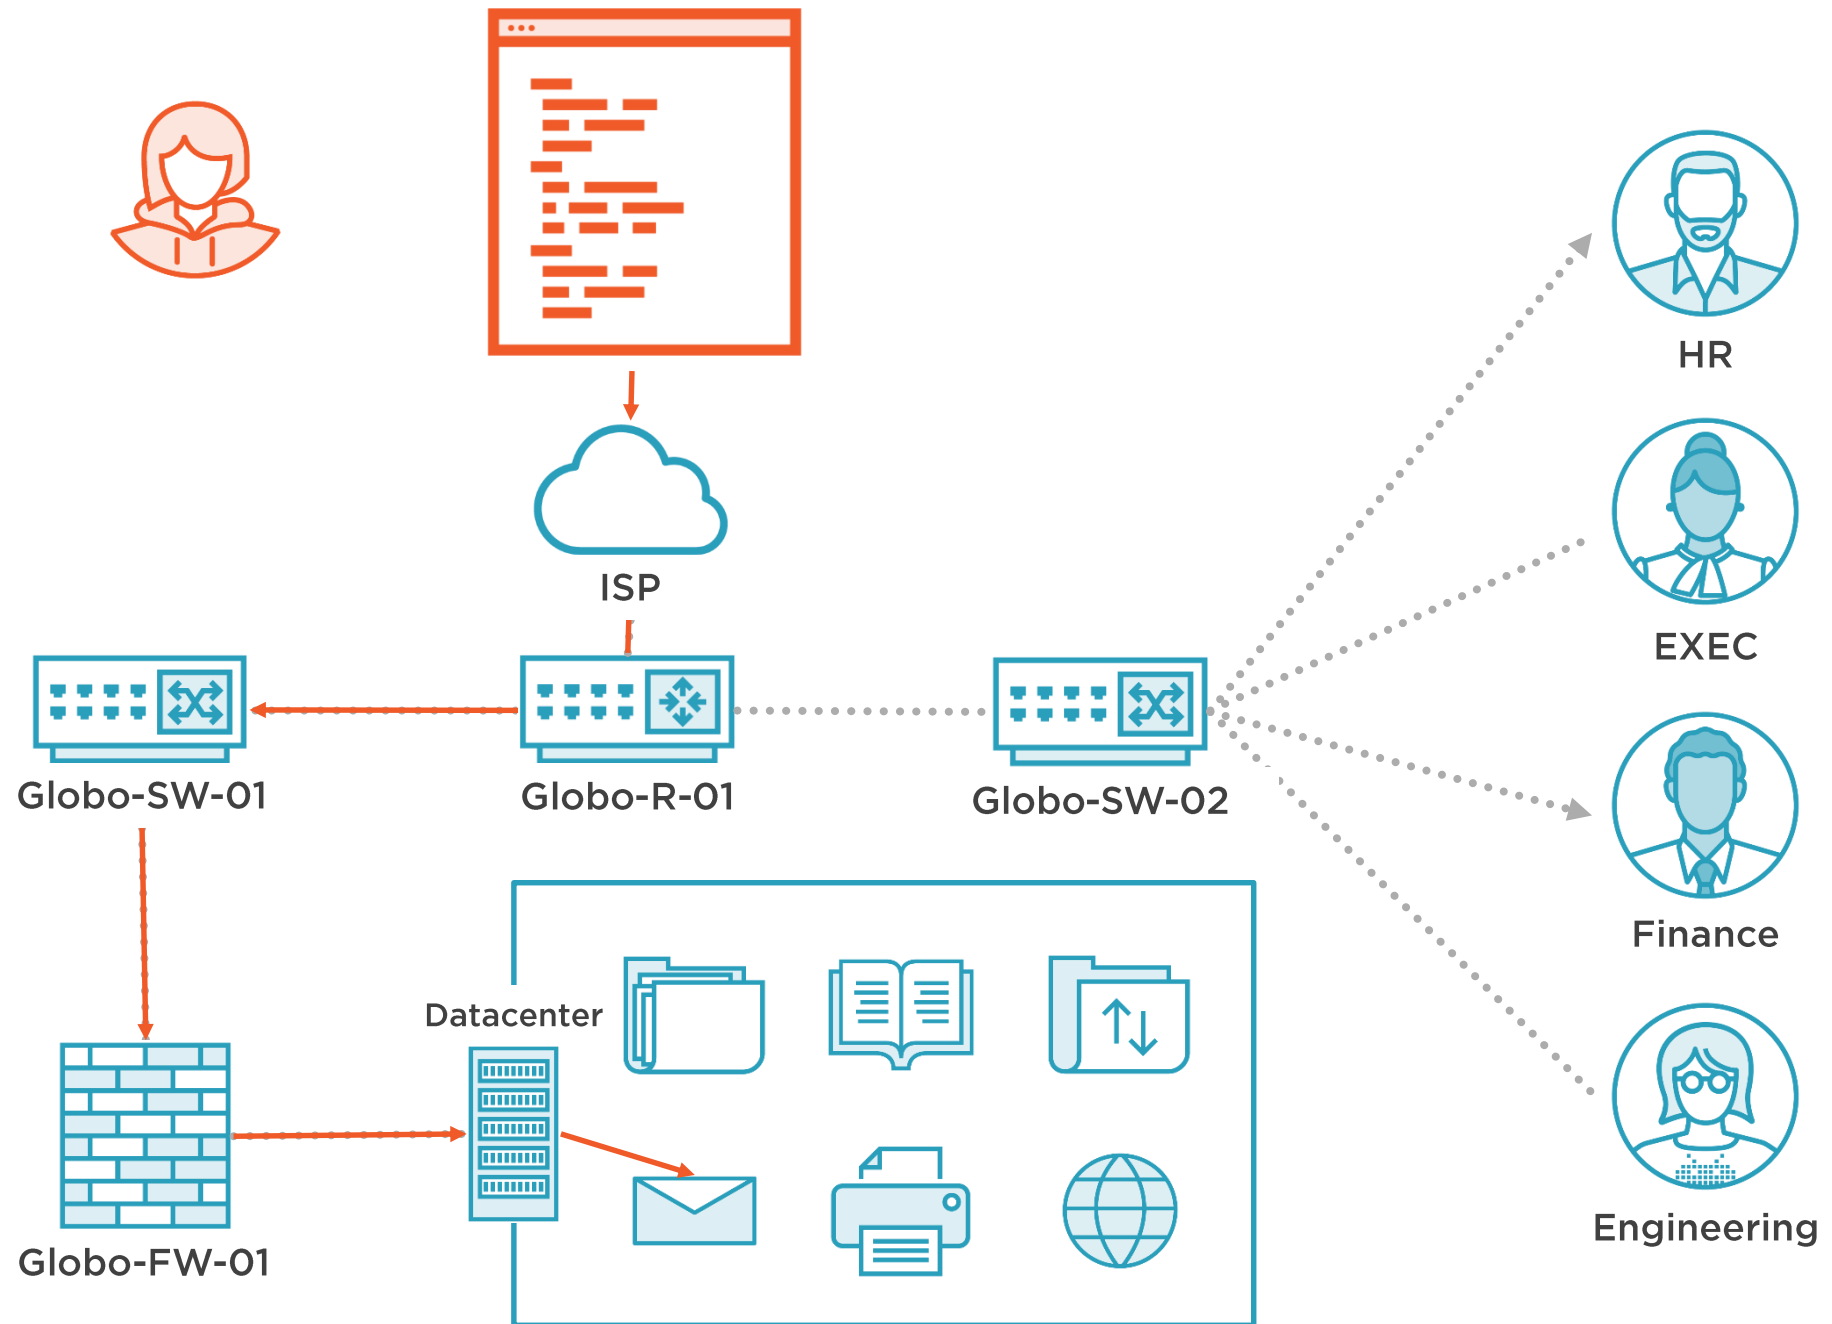 HR
ISP
EXEC
Globo-SW-01
Globo-R-01
Globo-SW-02
Finance
Datacenter
Engineering
Globo-FW-01